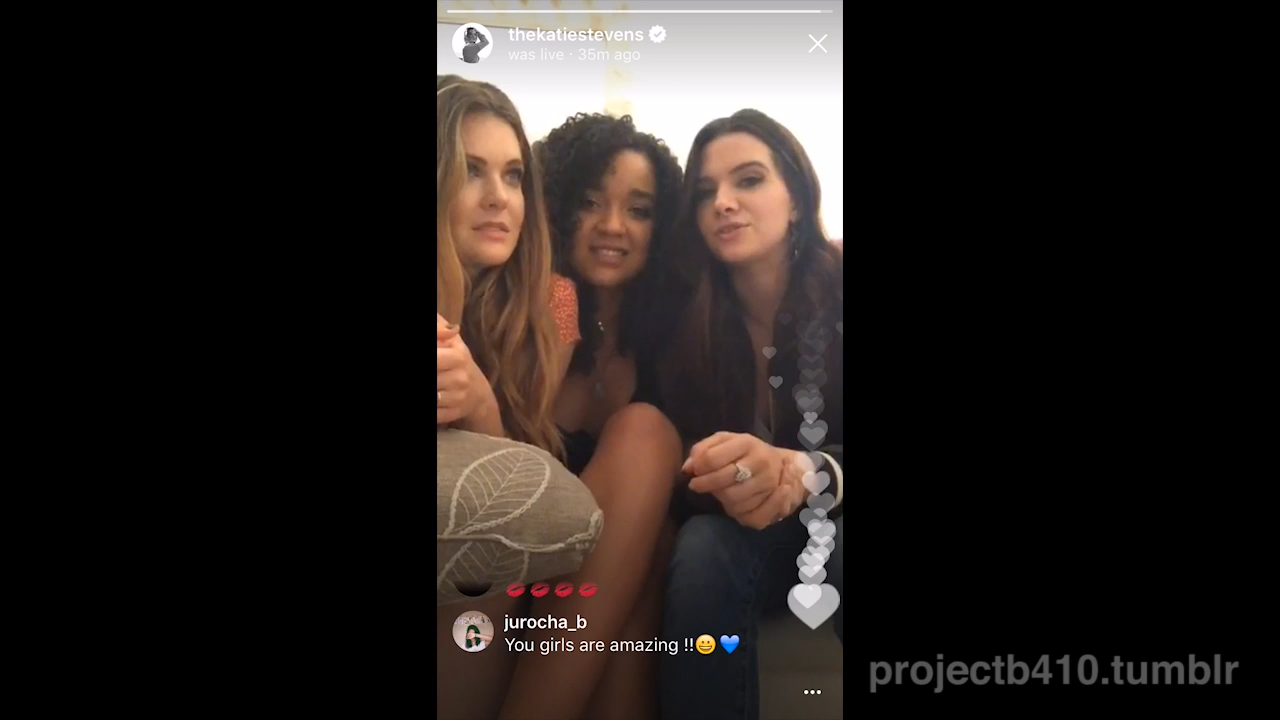 thekatiestevens
was live · 35m ago
💋💋💋💋
jurocha_b
You girls are amazing !!😀💙
projectb410.tumblr